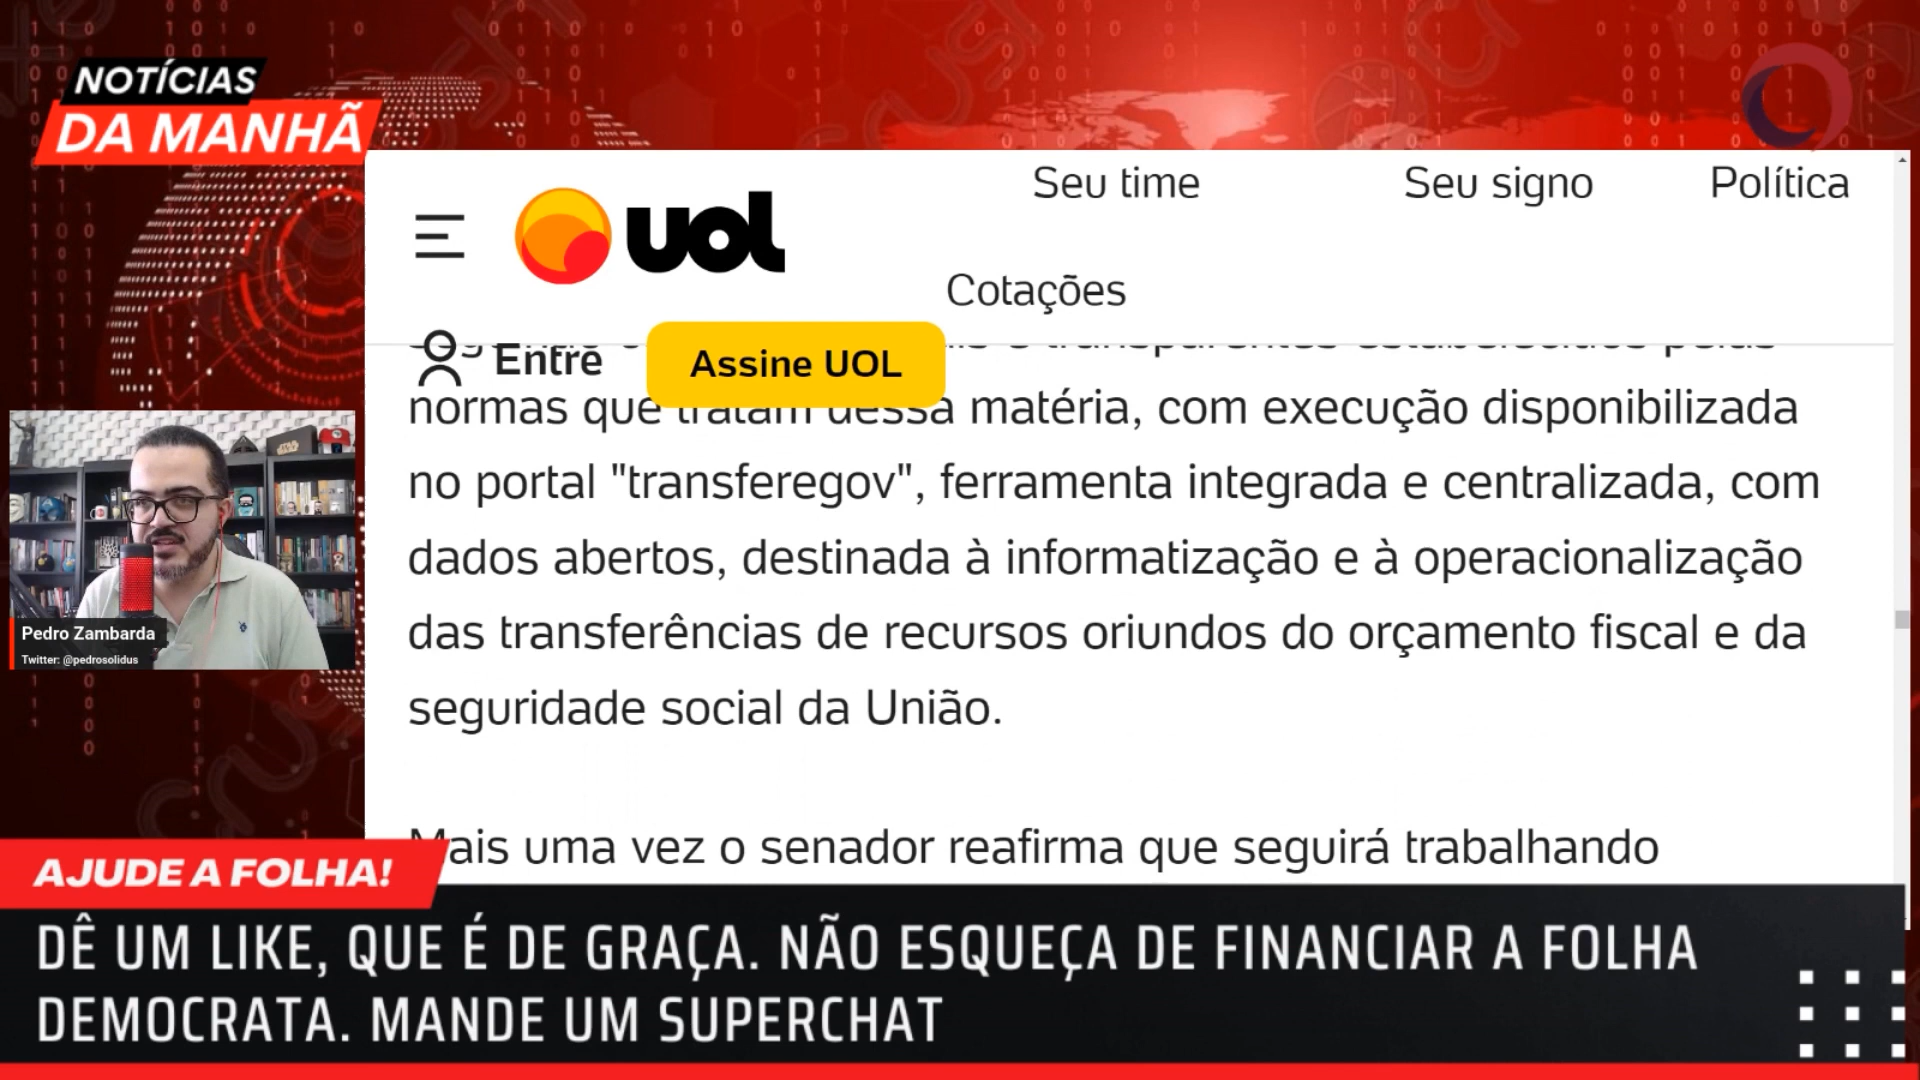 NOTÍCIAS
DA MANHÃ
Seu time
Seu signo
Política
uol
Cotações
Entre
Assine UOL
normas que tratam dessa matéria, com execução disponibilizada
no portal "transferegov", ferramenta integrada e centralizada, com
dados abertos, destinada à informatização e à operacionalização
das transferências de recursos oriundos do orçamento fiscal e da
seguridade social da União.
Mais uma vez o senador reafirma que seguirá trabalhando
Pedro Zambarda
Twitter: @pedrosolidus
AJUDE A FOLHA!
DÊ UM LIKE, QUE É DE GRAÇA. NÃO ESQUEÇA DE FINANCIAR A FOLHA
DEMOCRATA. MANDE UM SUPERCHAT